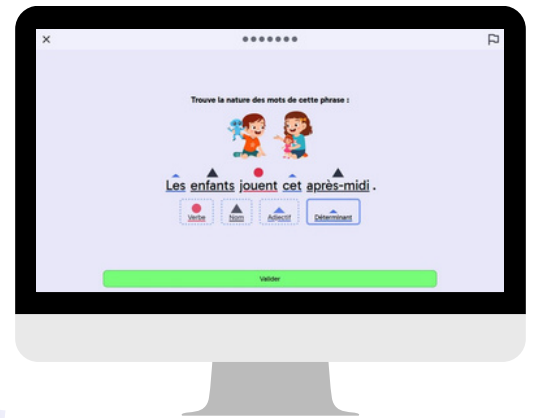 Trouve la nature des mots de cette phrase :
Les enfants jouent cet après-midi .
Verbe Nom Adjectif Déterminant
Valider